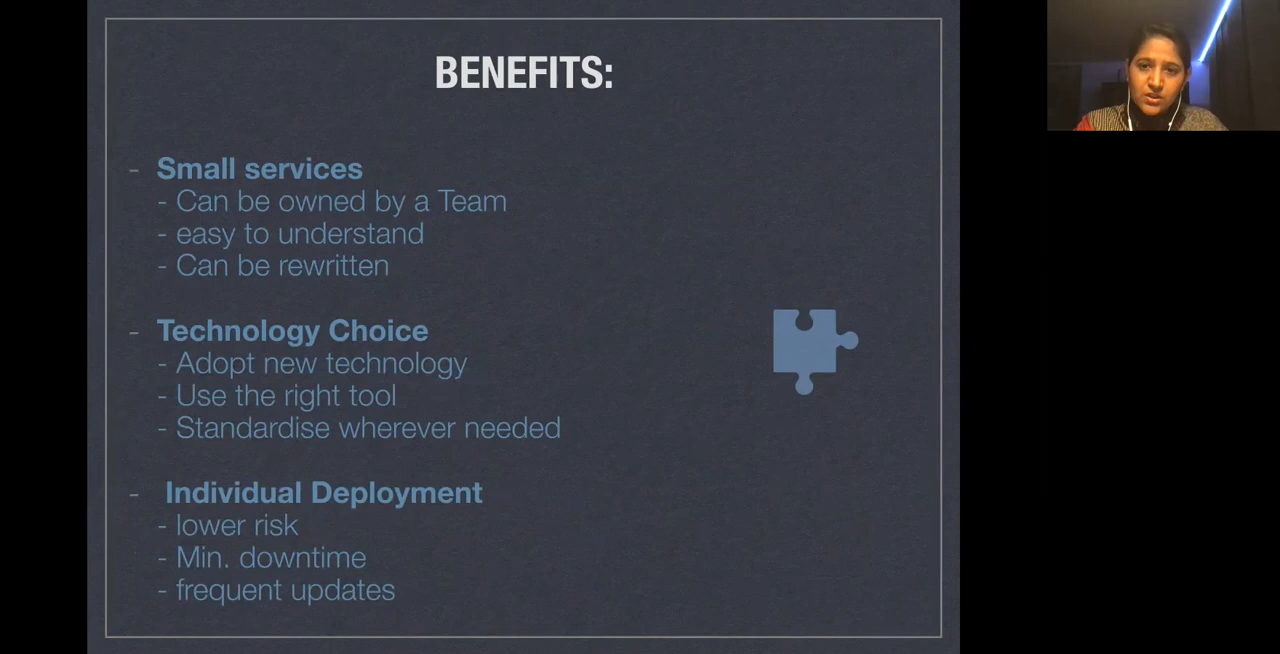 BENEFITS:
- Small services
- Can be owned by a Team
- easy to understand
- Can be rewritten
- Technology Choice
- Adopt new technology
- Use the right tool
- Standardise wherever needed
- Individual Deployment
- lower risk
- Min. downtime
- frequent updates